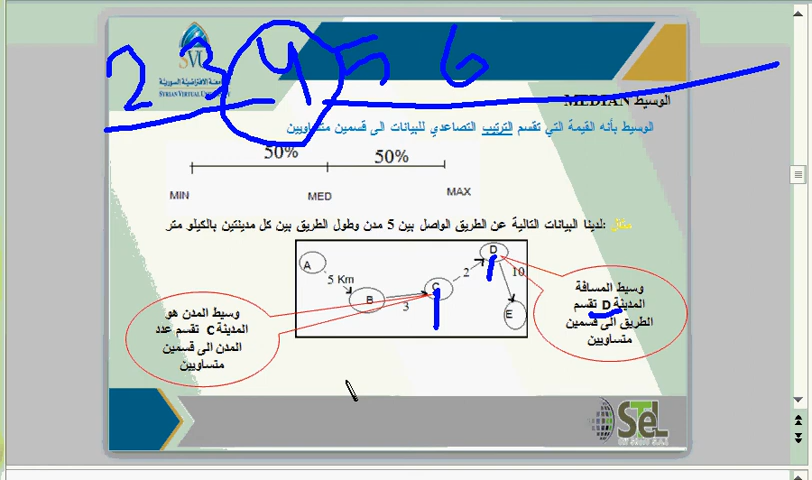 2 3 4 5 6
SVU
الجامعة الافتراضية السورية
SYRIAN VIRTUAL UNIVERSITY
الوسيط MEDIAN
الوسيط بأنه القيمة التي تقسم الترتيب التصاعدي للبيانات الى قسمين متساويين
50% 50%
MIN MED MAX
مثال :لدينا البيانات التالية عن الطريق الواصل بين 5 مدن وطول الطريق بين كل مدينتين بالكيلو متر
A 5 Km B 3 C 2 D 10 E
وسيط المسافة
المدينة D تقسم
الطريق الى قسمين
متساويين
وسيط المدن هو
المدينة C تقسم عدد
المدن الى قسمين
متساويين
STeL